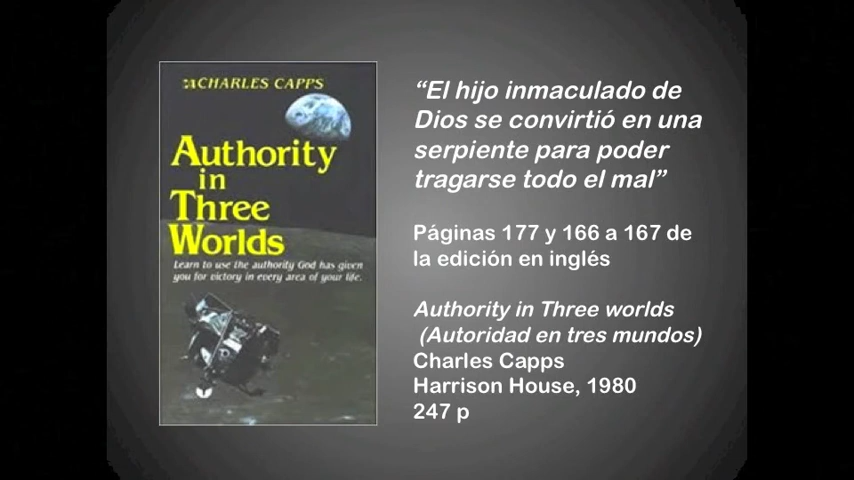 CHARLES CAPPS
Authority
in
Three
Worlds
Learn to use the authority God has given
you for victory in every area of your life.
“El hijo inmaculado de
Dios se convirtió en una
serpiente para poder
tragarse todo el mal”
Páginas 177 y 166 a 167 de
la edición en inglés
Authority in Three worlds
(Autoridad en tres mundos)
Charles Capps
Harrison House, 1980
247 p